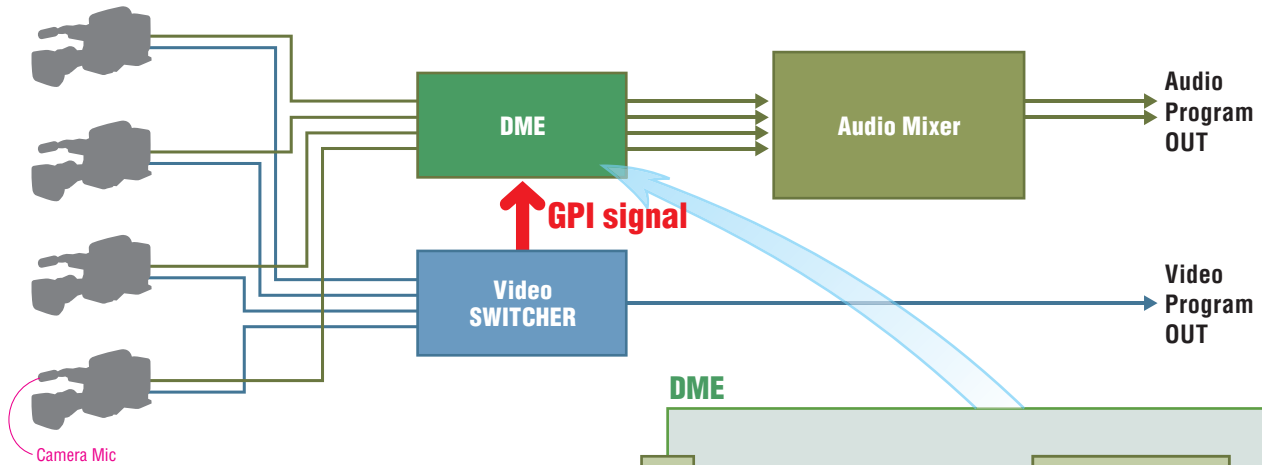 DME
Audio Mixer
Audio
Program
OUT
GPI signal
Video
SWITCHER
Video
Program
OUT
DME
Camera Mic